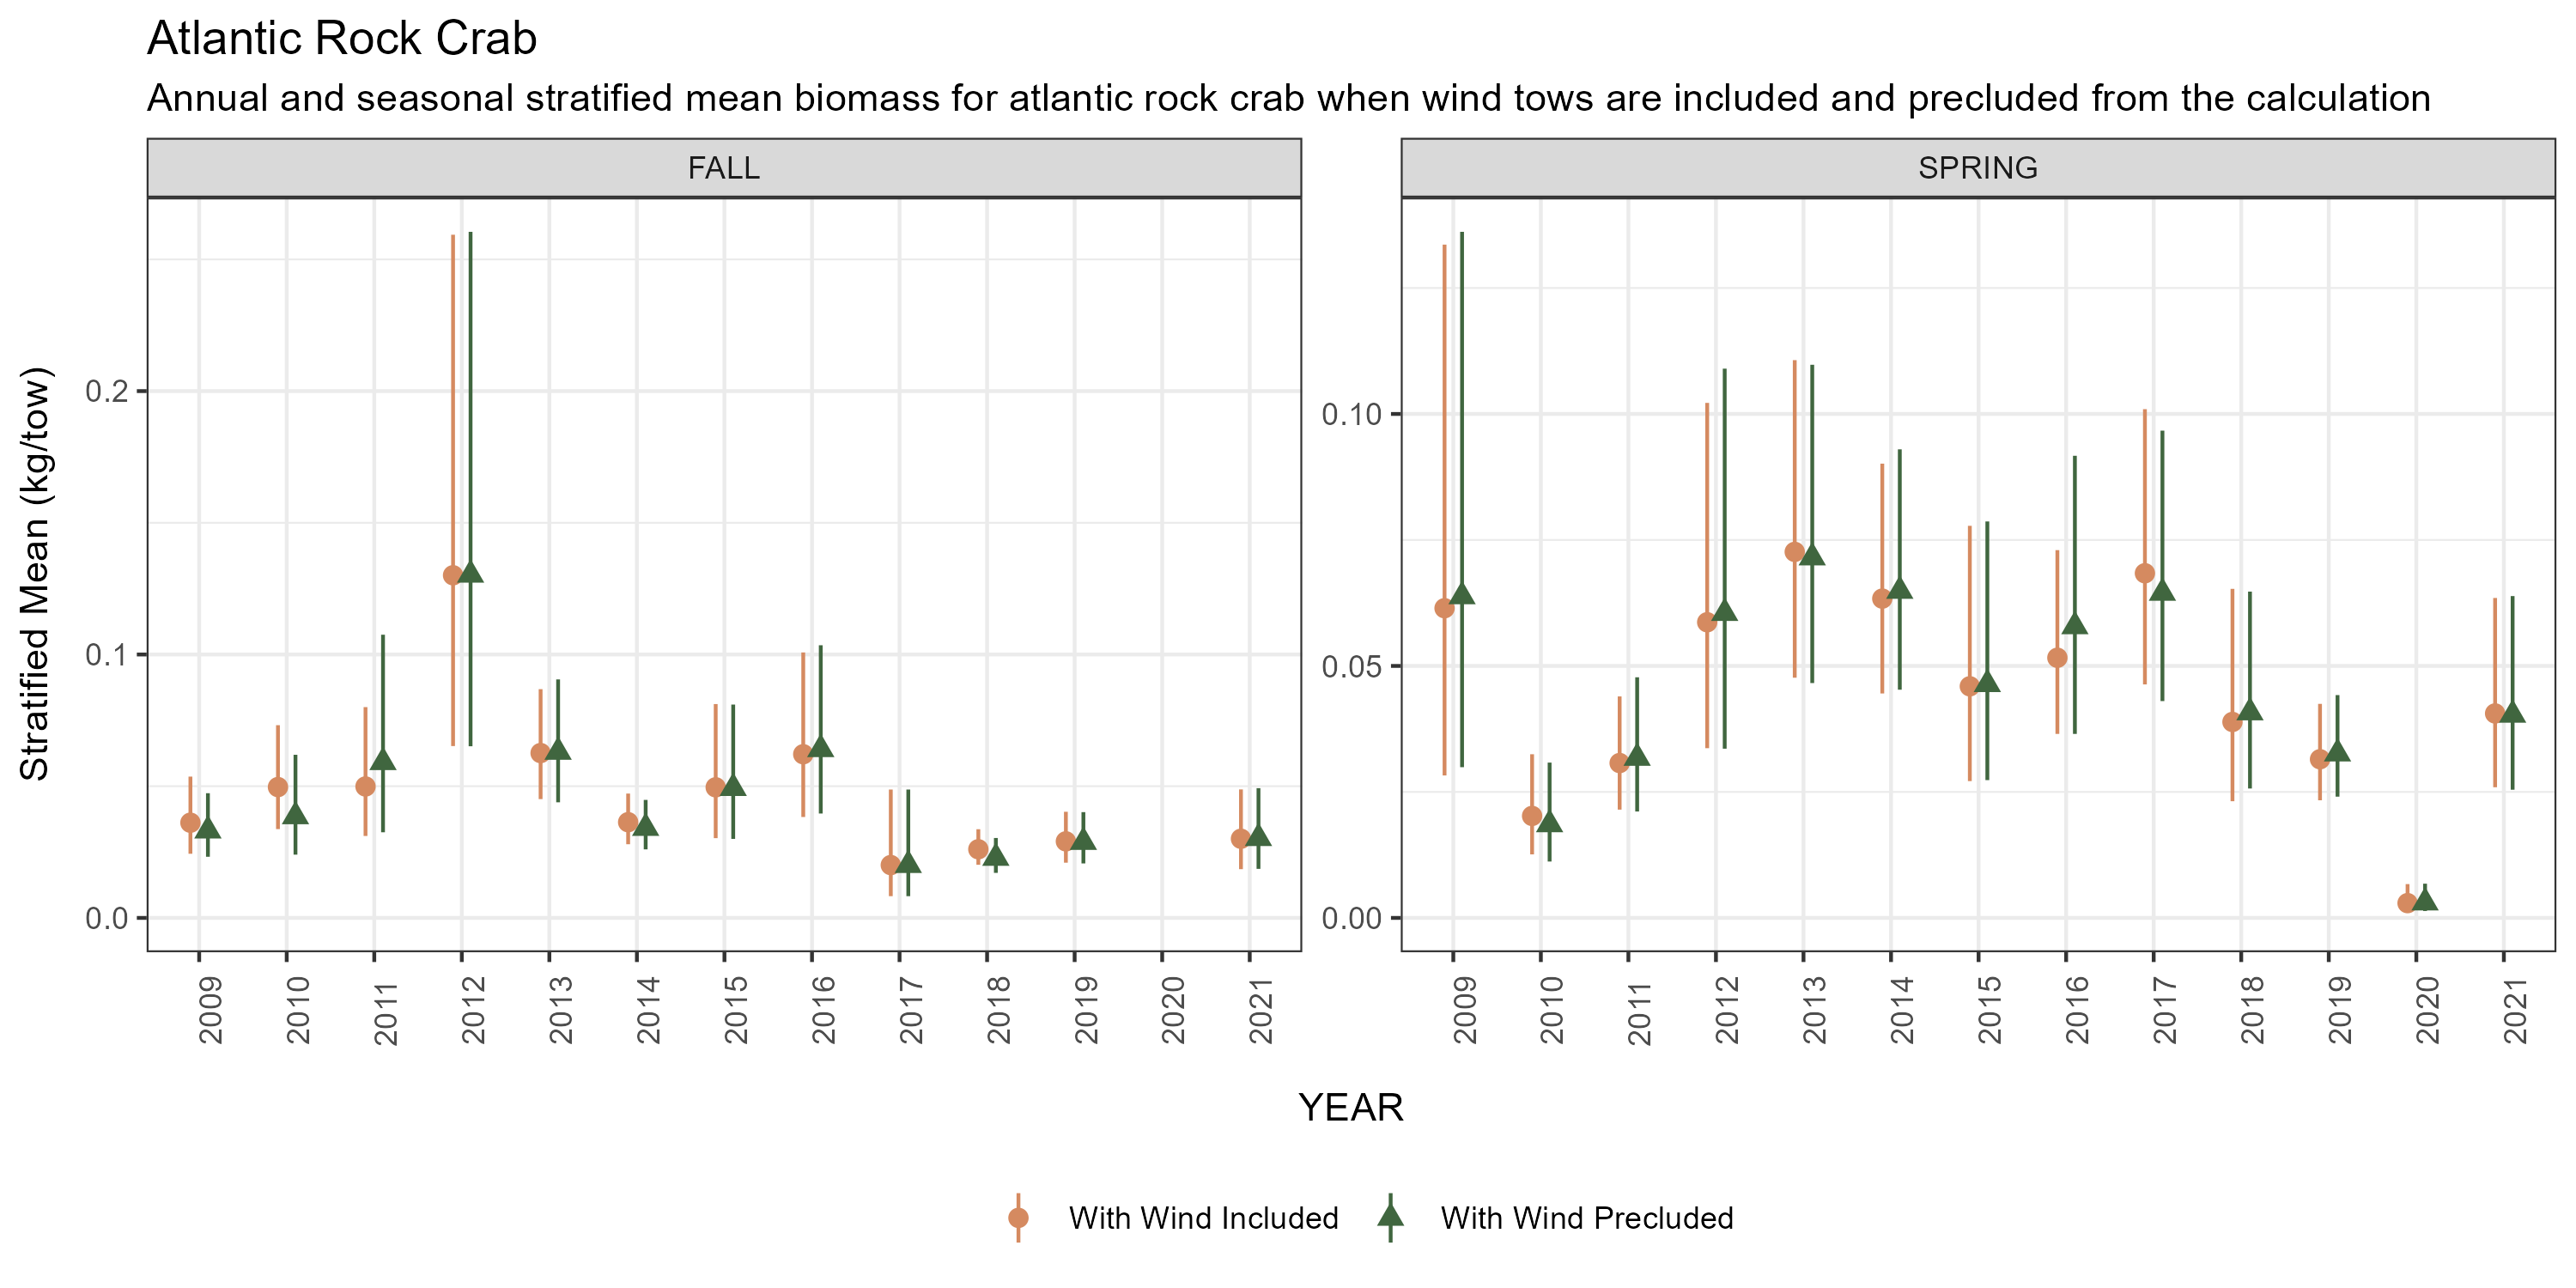 Atlantic Rock Crab
Annual and seasonal stratified mean biomass for atlantic rock crab when wind tows are included and precluded from the calculation
FALL
SPRING
Stratified Mean (kg/tow)
0.2
0.1
0.0
0.10
0.05
0.00
2009 2010 2011 2012 2013 2014 2015 2016 2017 2018 2019 2020 2021
2009 2010 2011 2012 2013 2014 2015 2016 2017 2018 2019 2020 2021
YEAR
With Wind Included
With Wind Precluded